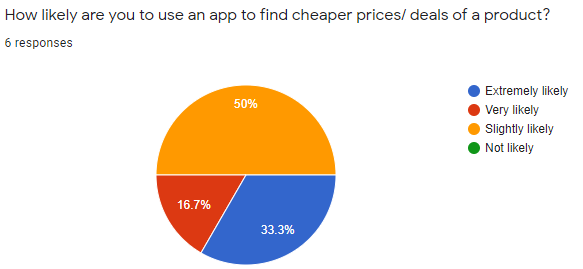 How likely are you to use an app to find cheaper prices/ deals of a product?
6 responses
50%
16.7%
33.3%
Extremely likely
Very likely
Slightly likely
Not likely